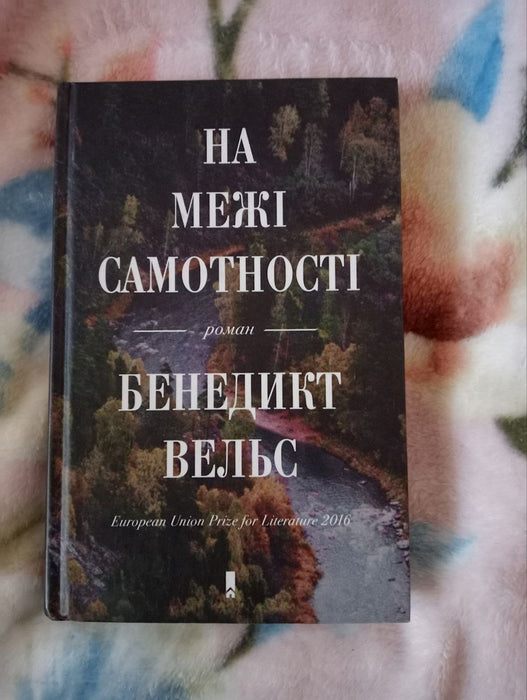 НА
МЕЖІ
САМОТНОСТІ
роман
БЕНЕДИКТ
ВЕЛЬС
European Union Prize for Literature 2016